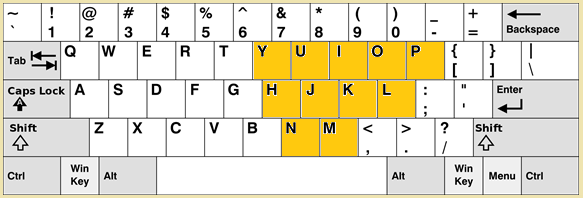 ~ ! @ # $ % ^ & * ( ) _ +
` 1 2 3 4 5 6 7 8 9 0 - = Backspace
Tab Q W E R T Y U I O P { } |
[ ] \
Caps Lock A S D F G H J K L : " Enter
; '
Shift Z X C V B N M < > ? Shift
, . /
Ctrl Win Key Alt Alt Win Key Menu Ctrl